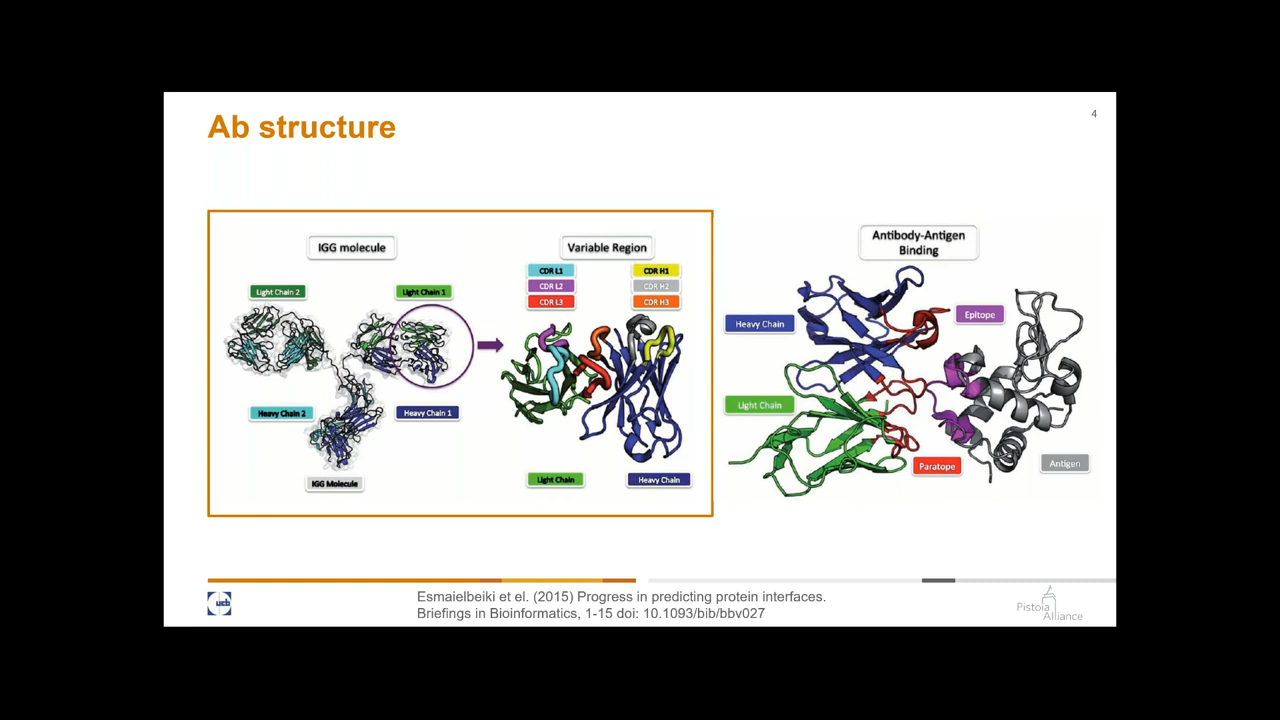 Ab structure
4
IGG molecule
Light Chain 2
Light Chain 1
Heavy Chain 2
Heavy Chain 1
IGG Molecule
Variable Region
CDR L1
CDR H1
CDR L2
CDR H2
CDR L3
CDR H3
Light Chain
Heavy Chain
Antibody-Antigen
Binding
Heavy Chain
Epitope
Light Chain
Paratope
Antigen
ucb
Esmaielbeiki et el. (2015) Progress in predicting protein interfaces.
Briefings in Bioinformatics, 1-15 doi: 10.1093/bib/bbv027
Pistoia
Alliance